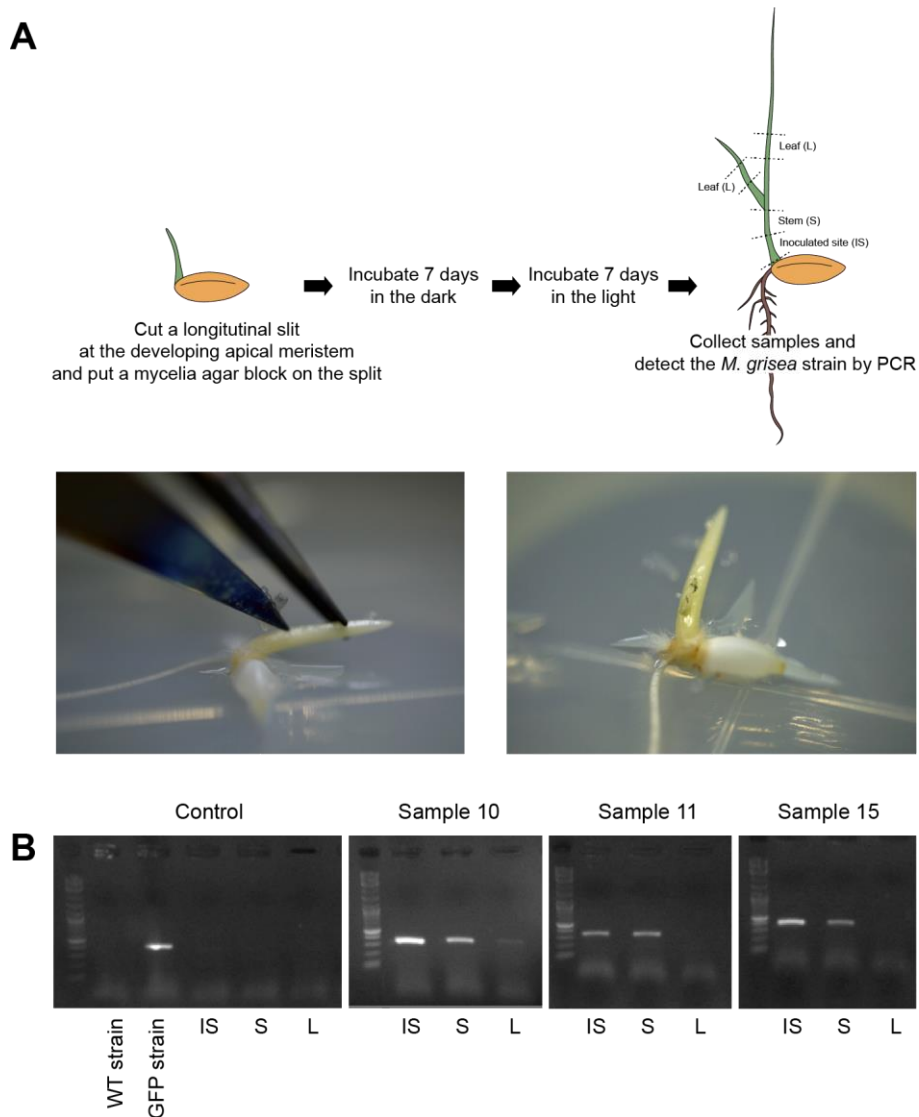 A
Leaf (L)
Leaf (L)
Stem (S)
Inoculated site (IS)
Incubate 7 days
in the dark
Incubate 7 days
in the light
Cut a longitutinal slit
at the developing apical meristem
and put a mycelia agar block on the split
Collect samples and
detect the M. grisea strain by PCR
B
Control
Sample 10
Sample 11
Sample 15
WT strain
GFP strain
IS
S
L
IS
S
L
IS
S
L
IS
S
L